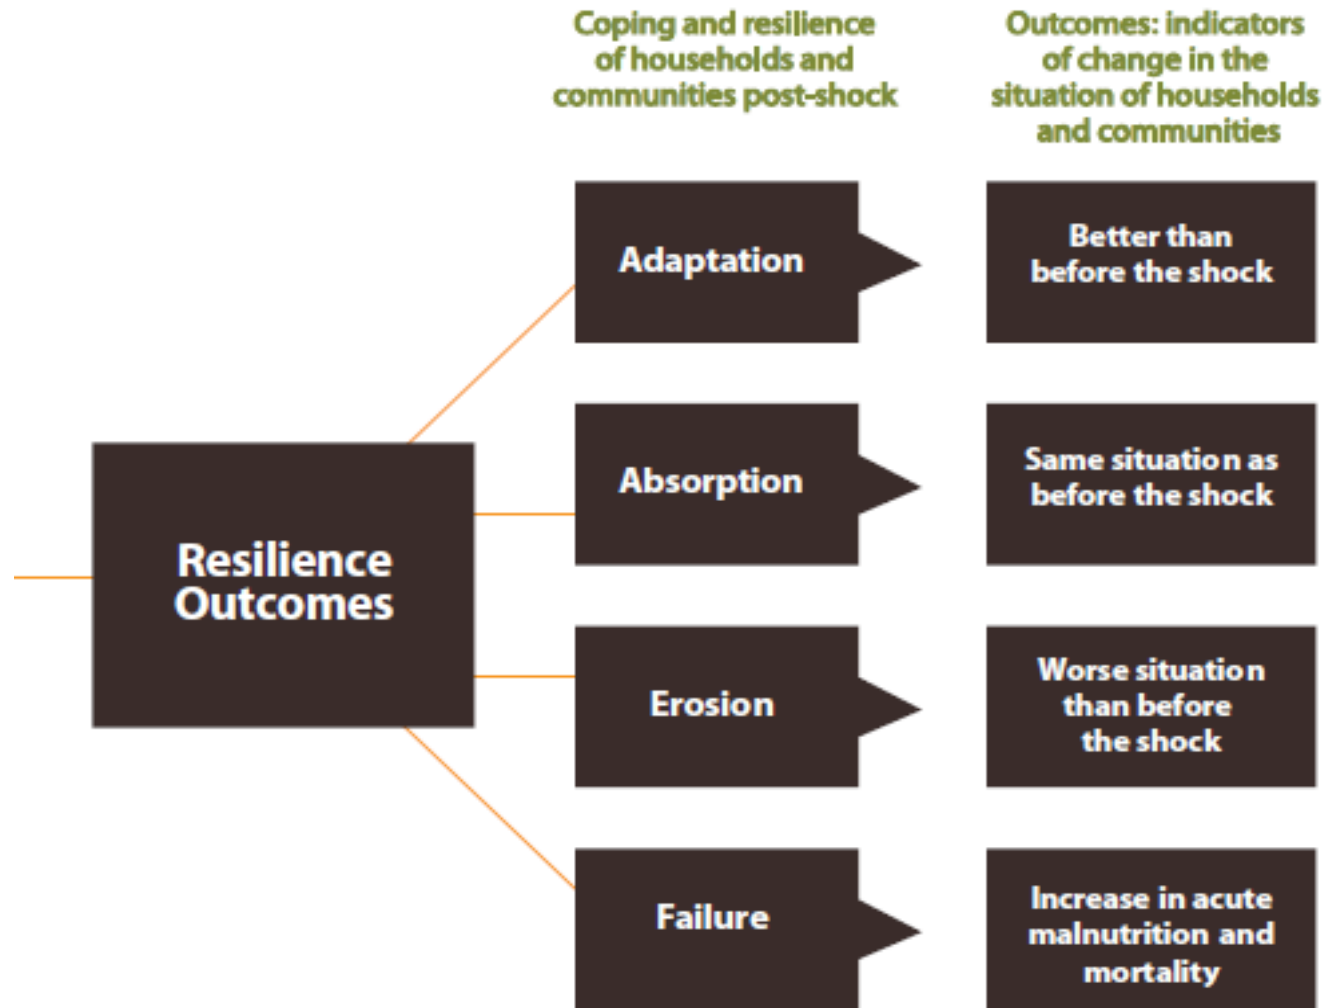 Coping and resilience
of households and
communities post-shock
Outcomes: indicators
of change in the
situation of households
and communities
Resilience
Outcomes
Adaptation
Better than
before the shock
Absorption
Same situation as
before the shock
Erosion
Worse situation
than before
the shock
Failure
Increase in acute
malnutrition and
mortality